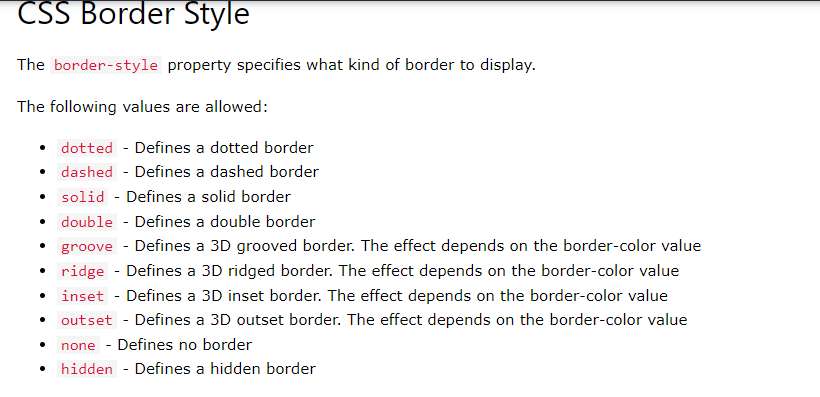 CSS Border Style
The border-style property specifies what kind of border to display.
The following values are allowed:
• dotted - Defines a dotted border
• dashed - Defines a dashed border
• solid - Defines a solid border
• double - Defines a double border
• groove - Defines a 3D grooved border. The effect depends on the border-color value
• ridge - Defines a 3D ridged border. The effect depends on the border-color value
• inset - Defines a 3D inset border. The effect depends on the border-color value
• outset - Defines a 3D outset border. The effect depends on the border-color value
• none - Defines no border
• hidden - Defines a hidden border